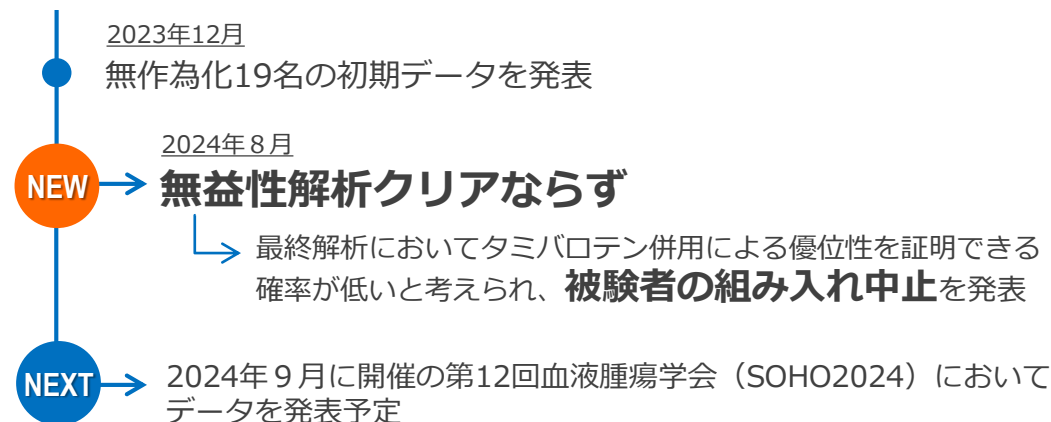 2023年12月
無作為化19名の初期データを発表
2024年８月
NEW
無益性解析クリアならず
最終解析においてタミバロテン併用による優位性を証明できる
確率が低いと考えられ、被験者の組み入れ中止を発表
NEXT
2024年９月に開催の第12回血液腫瘍学会（SOHO2024）において
データを発表予定